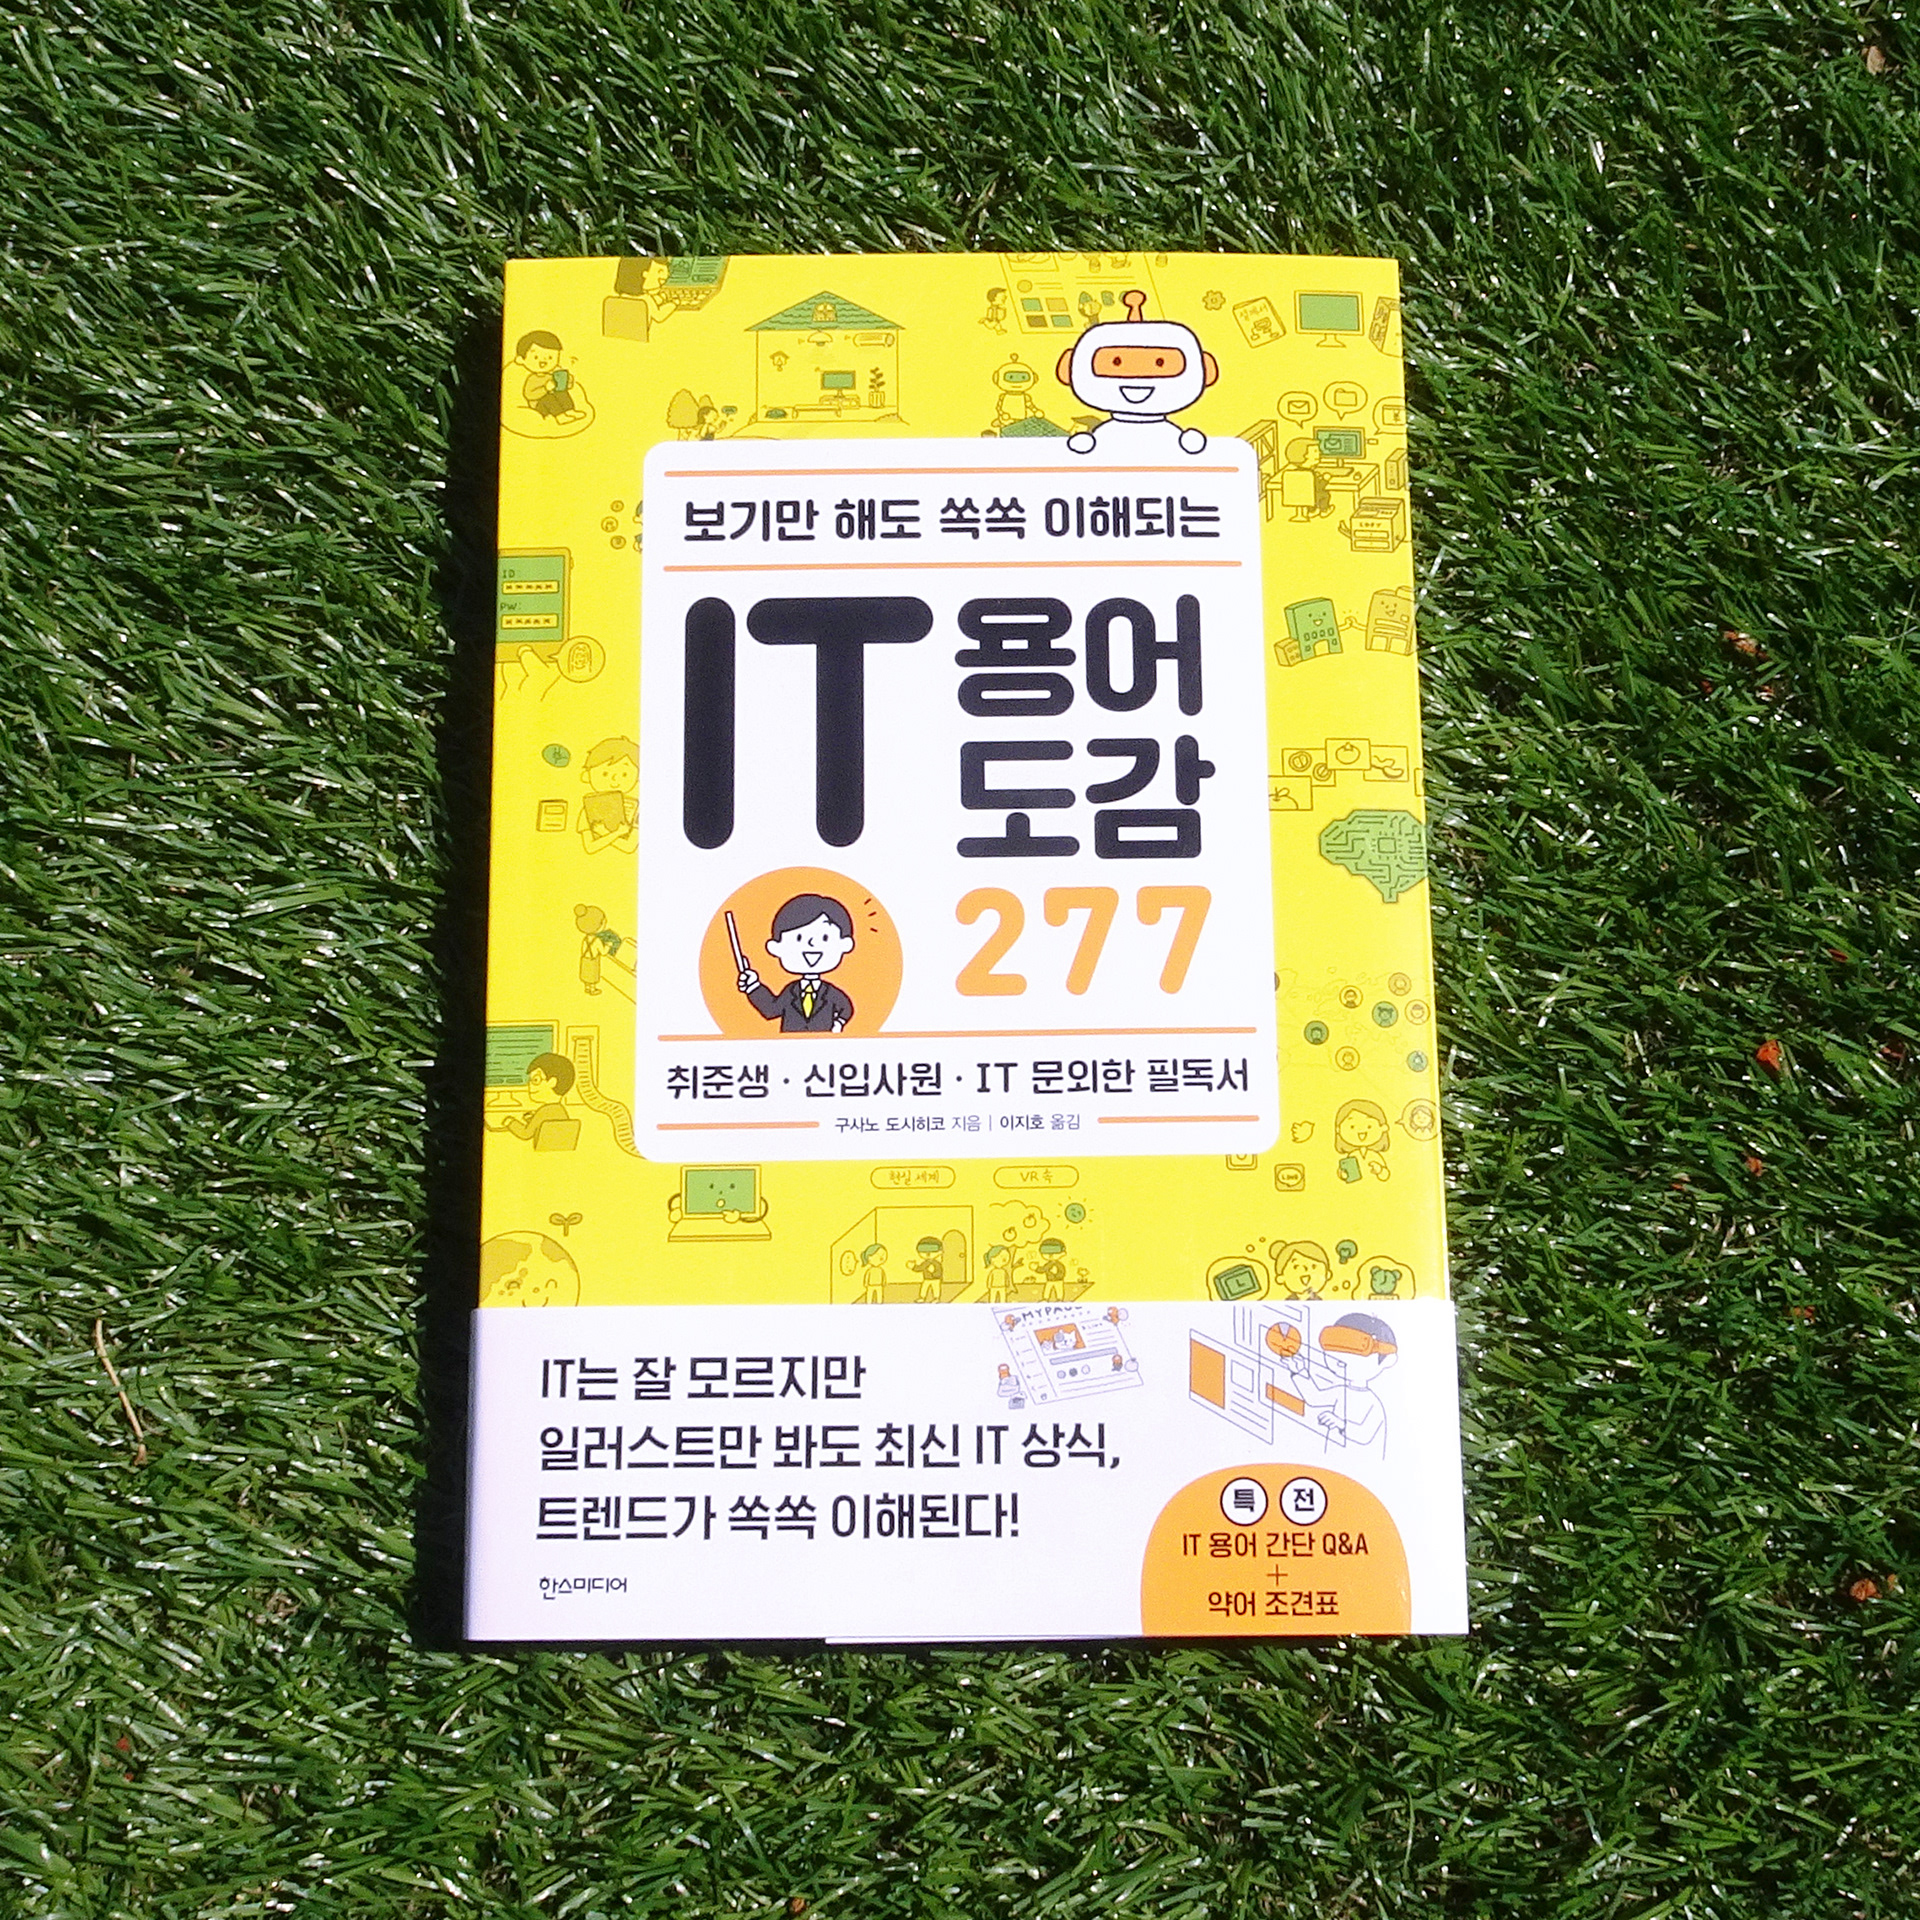 보기만 해도 쏙쏙 이해되는
IT 용어
도감
277
취준생 · 신입사원 · IT 문외한 필독서
구사노 도시히코 지음 | 이지호 옮김
ID:
PW:
현실 세계
VR 속
IT는 잘 모르지만
일러스트만 봐도 최신 IT 상식,
트렌드가 쏙쏙 이해된다!
한스미디어
특전
IT 용어 간단 Q&A
+
약어 조견표